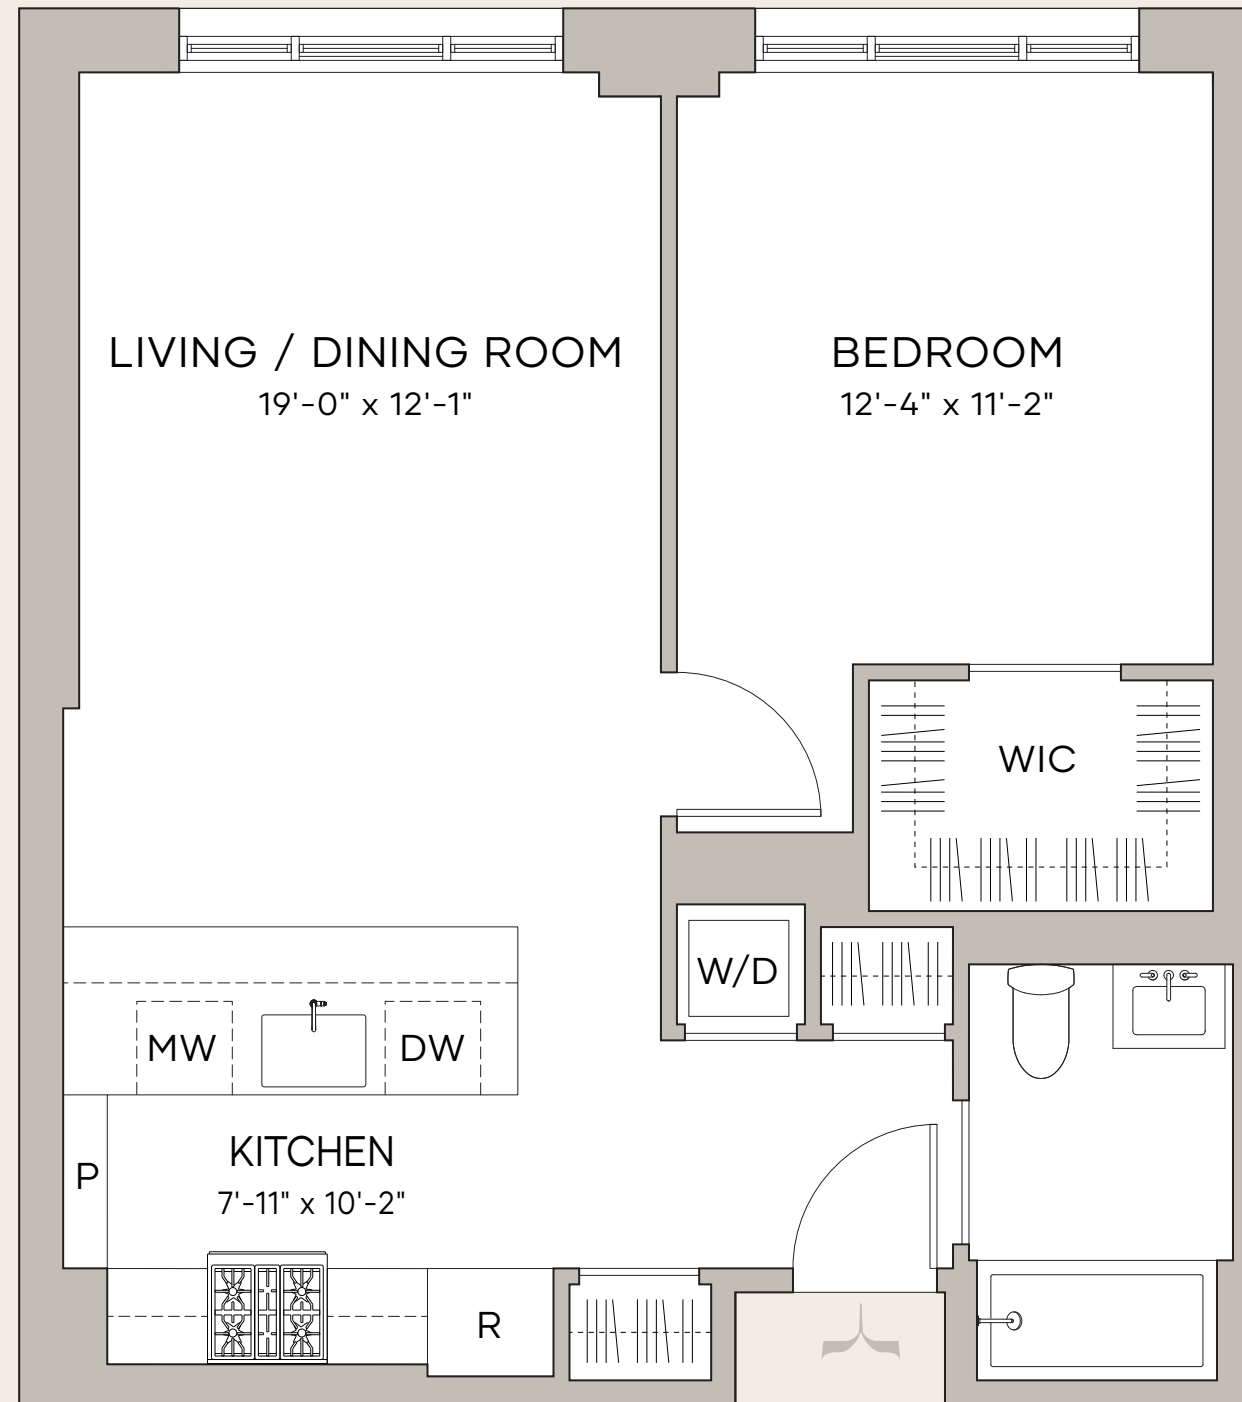 LIVING / DINING ROOM
19'-0" x 12'-1"
BEDROOM
12'-4" x 11'-2"
WIC
W/D
MW
DW
KITCHEN
7'-11" x 10'-2"
P
R